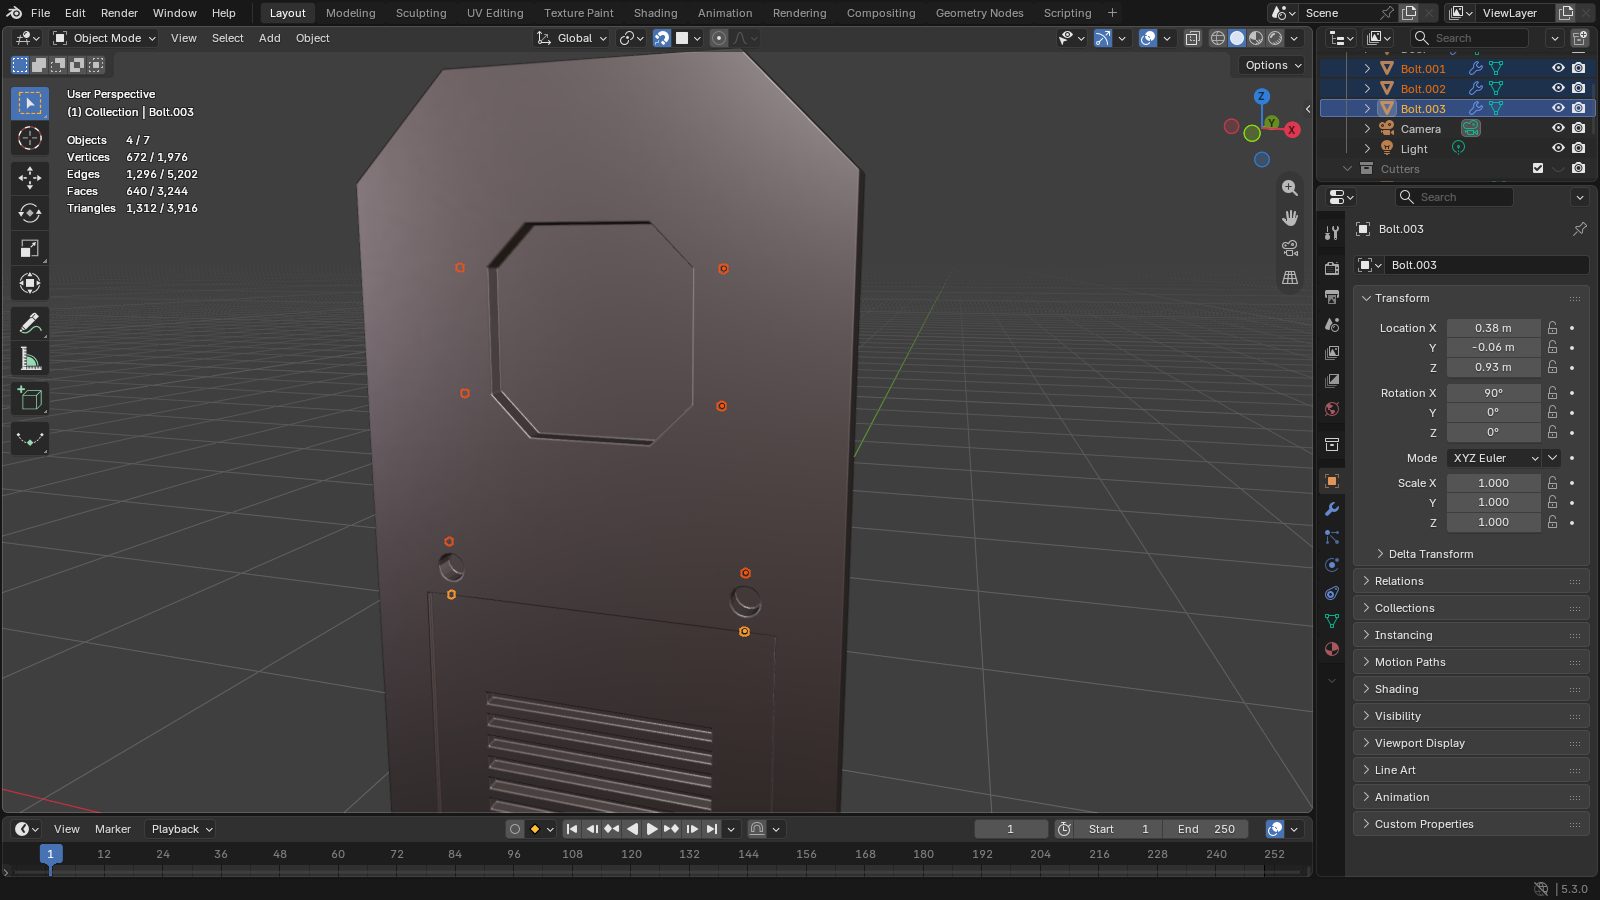 File Edit Render Window Help Layout Modeling Sculpting UV Editing Texture Paint Shading Animation Rendering Compositing Geometry Nodes Scripting + Scene ViewLayer
Object Mode View Select Add Object Global Search
Options
User Perspective
(1) Collection | Bolt.003
Objects 4 / 7
Vertices 672 / 1,976
Edges 1,296 / 5,202
Faces 640 / 3,244
Triangles 1,312 / 3,916
Z
Y
X
Bolt.001
Bolt.002
Bolt.003
Camera
Light
Cutters
Search
Bolt.003
Bolt.003
Transform
Location X 0.38 m
Y -0.06 m
Z 0.93 m
Rotation X 90°
Y 0°
Z 0°
Mode XYZ Euler
Scale X 1.000
Y 1.000
Z 1.000
Delta Transform
Relations
Collections
Instancing
Motion Paths
Shading
Visibility
Viewport Display
Line Art
Animation
Custom Properties
View Marker Playback 1 Start 1 End 250
1 12 24 36 48 60 72 84 96 108 120 132 144 156 168 180 192 204 216 228 240 252
5.3.0